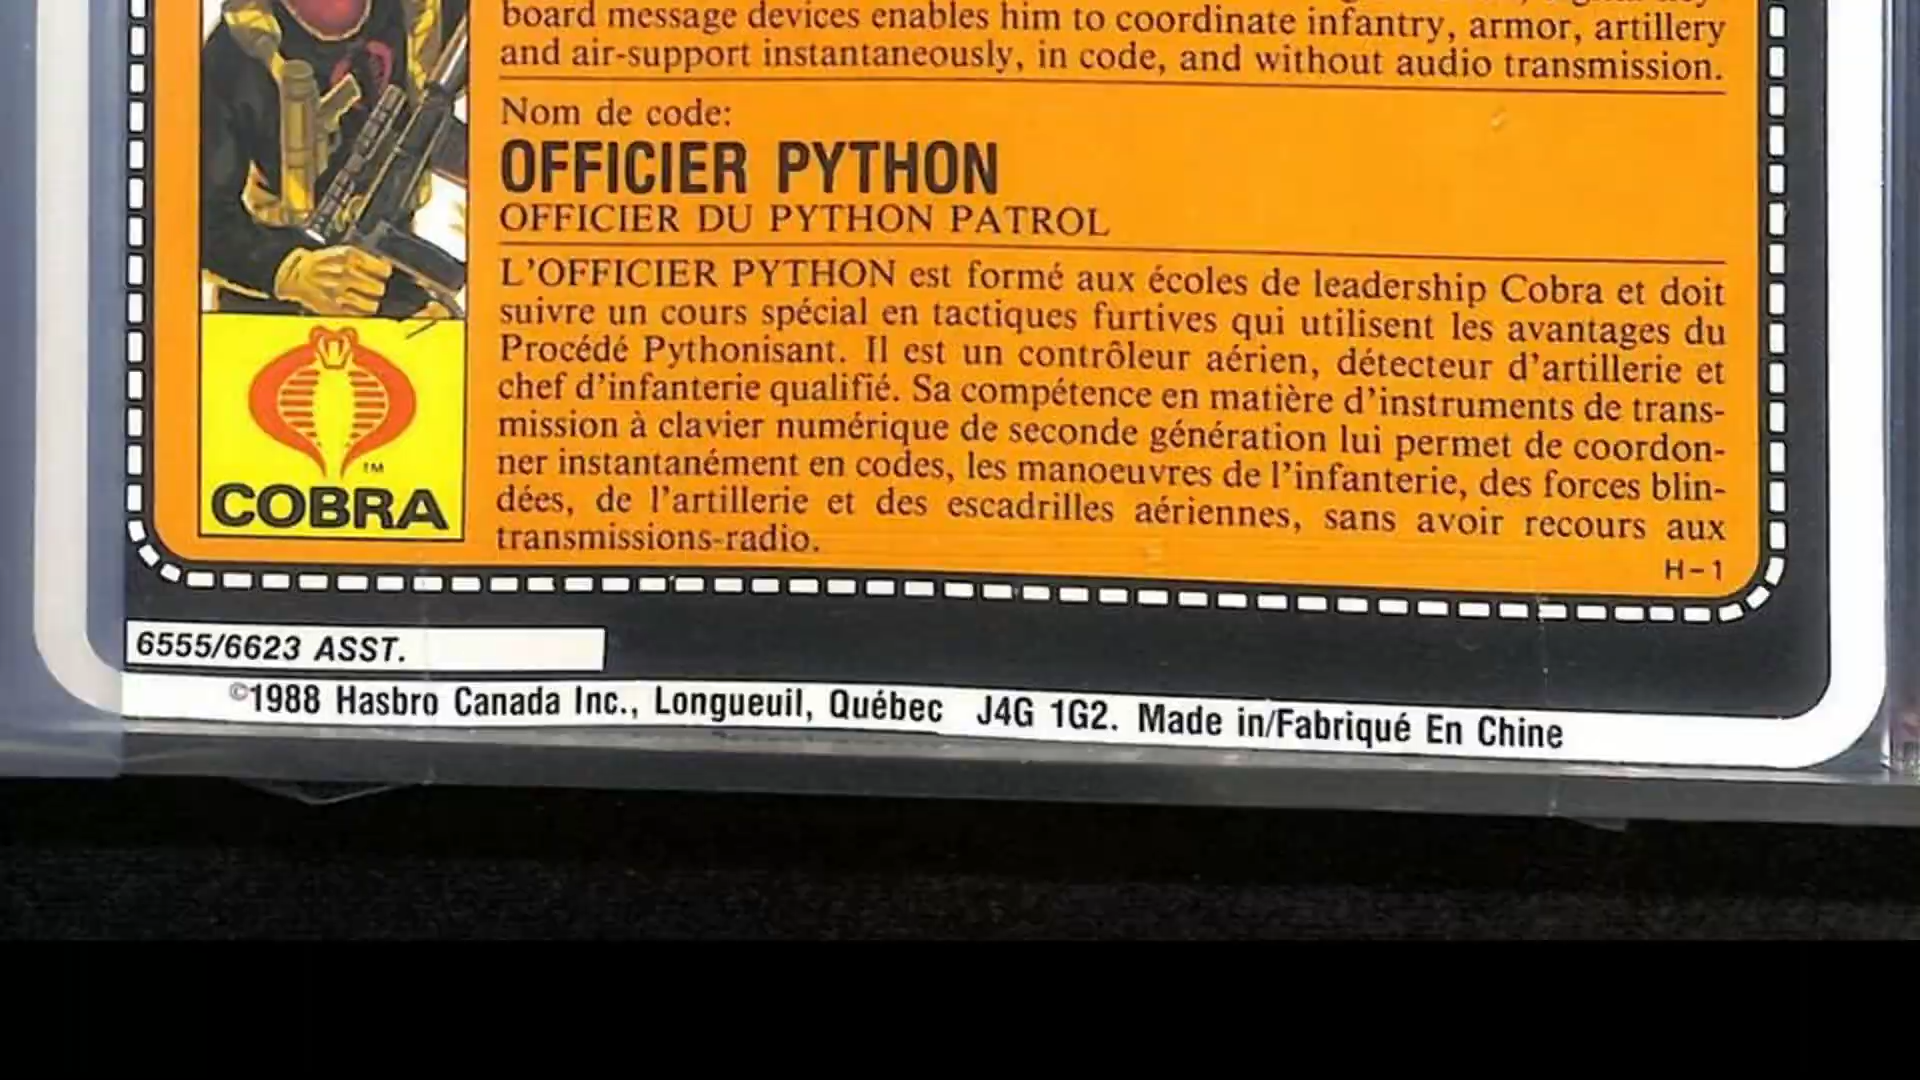 board message devices enables him to coordinate infantry, armor, artillery
and air-support instantaneously, in code, and without audio transmission.
Nom de code:
OFFICIER PYTHON
OFFICIER DU PYTHON PATROL
L'OFFICIER PYTHON est formé aux écoles de leadership Cobra et doit
suivre un cours spécial en tactiques furtives qui utilisent les avantages du
Procédé Pythonisant. Il est un contrôleur aérien, détecteur d'artillerie et
chef d'infanterie qualifié. Sa compétence en matière d'instruments de trans-
mission à clavier numérique de seconde génération lui permet de coordon-
ner instantanément en codes, les manoeuvres de l'infanterie, des forces blin-
dées, de l'artillerie et des escadrilles aériennes, sans avoir recours aux
transmissions-radio.
H-1
TM
COBRA
6555/6623 ASST.
©1988 Hasbro Canada Inc., Longueuil, Québec J4G 1G2. Made in/Fabriqué En Chine